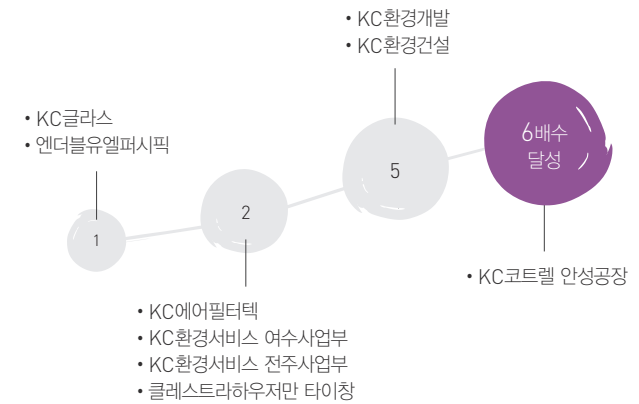 • KC환경개발
• KC환경건설
• KC글라스
• 엔더블유엘퍼시픽
6배수
달성
5
2
1
• KC코트렐 안성공장
• KC에어필터텍
• KC환경서비스 여수사업부
• KC환경서비스 전주사업부
• 클레스트라하우저만 타이창